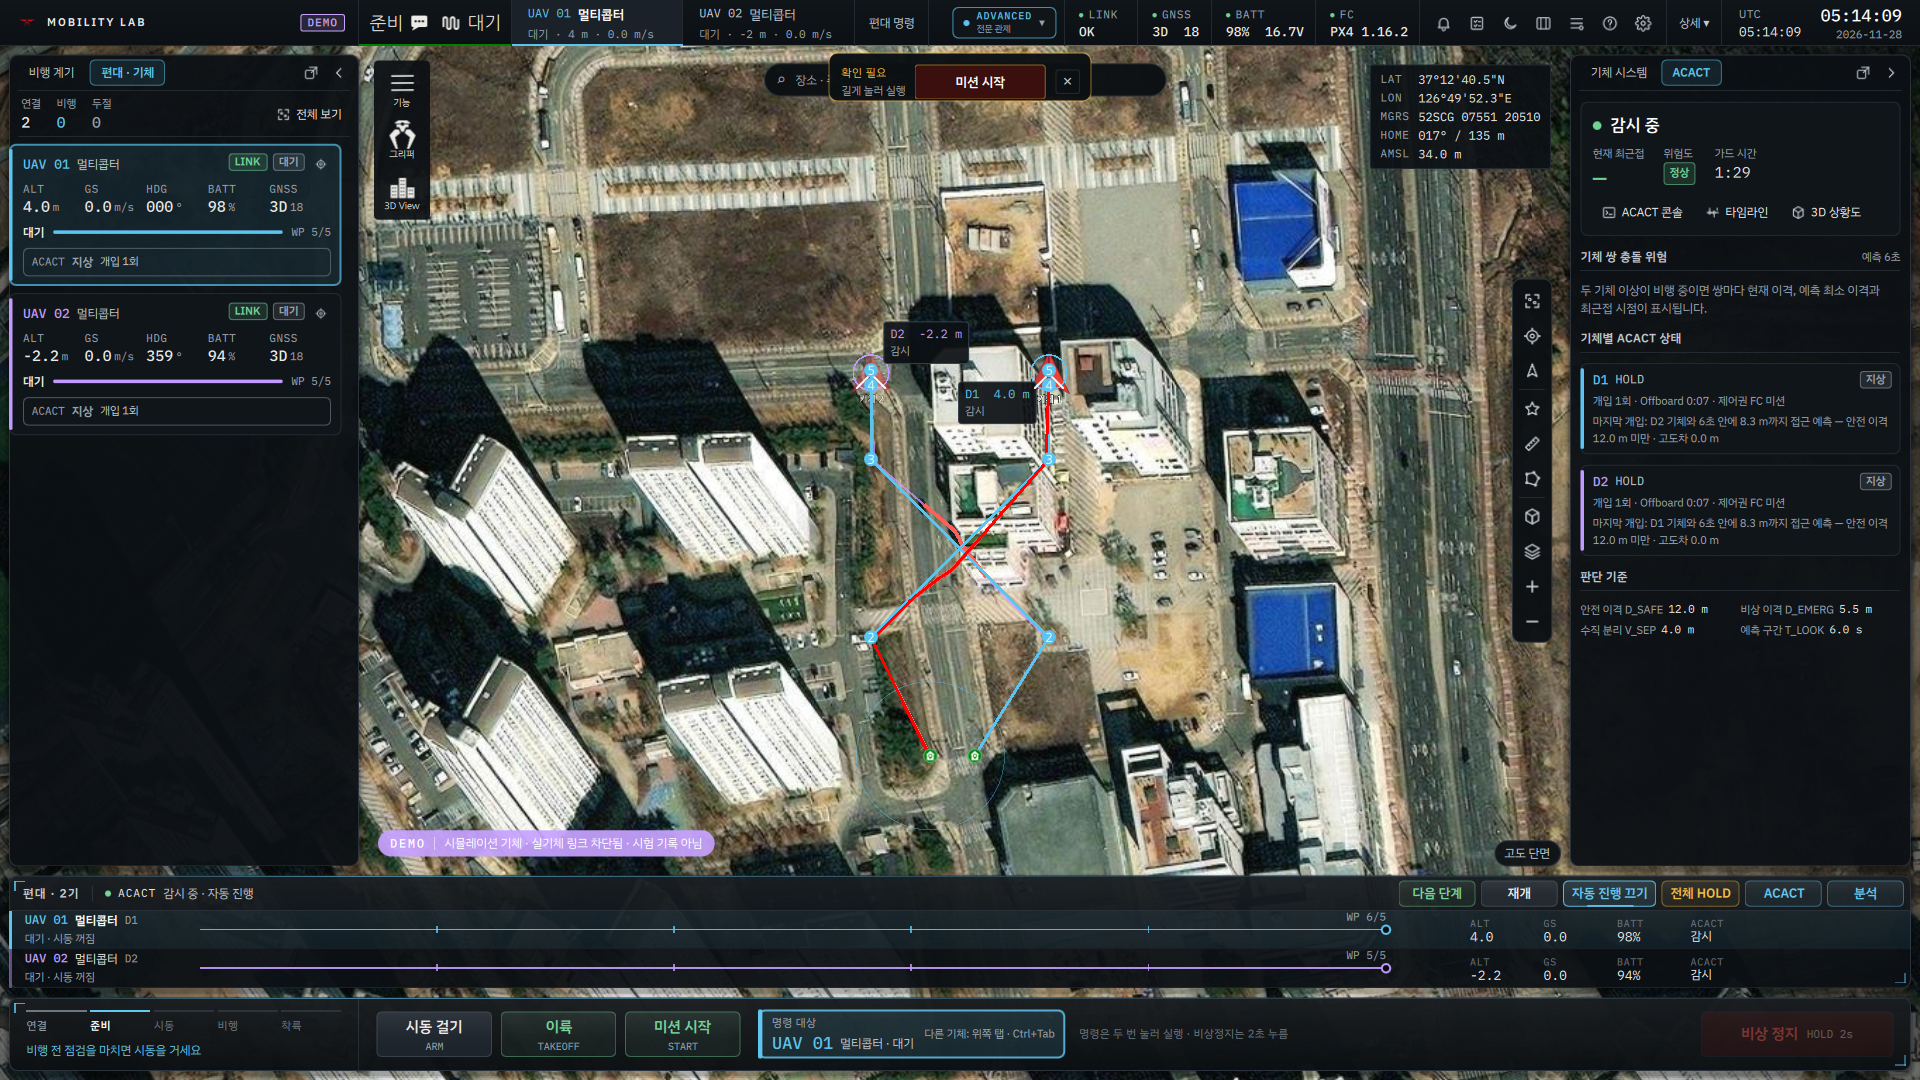 MOBILITY LAB
DEMO
준비
대기
UAV 01 멀티콥터
대기 · 4 m · 0.0 m/s
UAV 02 멀티콥터
대기 · -2 m · 0.0 m/s
편대 명령
ADVANCED
전문 관제
LINK
OK
GNSS
3D 18
BATT
98% 16.7V
FC
PX4 1.16.2
상세 ▾
UTC
05:14:09
05:14:09
2026-11-28
비행 계기
편대 · 기체
연결
2
비행
0
두절
0
전체 보기
UAV 01 멀티콥터
LINK
대기
ALT
4.0 m
GS
0.0 m/s
HDG
000 °
BATT
98 %
GNSS
3D 18
대기
WP 5/5
ACACT 지상 개입 1회
UAV 02 멀티콥터
LINK
대기
ALT
-2.2 m
GS
0.0 m/s
HDG
359 °
BATT
94 %
GNSS
3D 18
대기
WP 5/5
ACACT 지상 개입 1회
기능
그리퍼
3D View
장소 ·
확인 필요
길게 눌러 실행
미션 시작
×
LAT 37°12'40.5"N
LON 126°49'52.3"E
MGRS 52SCG 07551 20510
HOME 017° / 135 m
AMSL 34.0 m
D2 -2.2 m
감시
D1 4.0 m
감시
5
4
3
2
5
4
3
2
DEMO
시뮬레이션 기체 · 실기체 링크 차단됨 · 시험 기록 아님
고도 단면
기체 시스템
ACACT
감시 중
현재 최근접
—
위험도
정상
가드 시간
1:29
ACACT 콘솔
타임라인
3D 상황도
기체 쌍 충돌 위험
예측 6초
두 기체 이상이 비행 중이면 쌍마다 현재 이격, 예측 최소 이격과
최근접 시점이 표시됩니다.
기체별 ACACT 상태
D1 HOLD
지상
개입 1회 · Offboard 0:07 · 제어권 FC 미션
마지막 개입: D2 기체와 6초 안에 8.3 m까지 접근 예측 — 안전 이격
12.0 m 미만 · 고도차 0.0 m
D2 HOLD
지상
개입 1회 · Offboard 0:07 · 제어권 FC 미션
마지막 개입: D1 기체와 6초 안에 8.3 m까지 접근 예측 — 안전 이격
12.0 m 미만 · 고도차 0.0 m
판단 기준
안전 이격 D_SAFE 12.0 m
비상 이격 D_EMERG 5.5 m
수직 분리 V_SEP 4.0 m
예측 구간 T_LOOK 6.0 s
편대 · 2기
ACACT 감시 중 · 자동 진행
다음 단계
재개
자동 진행 끄기
전체 HOLD
ACACT
분석
UAV 01 멀티콥터 D1
대기 · 시동 꺼짐
WP 6/5
ALT
4.0
GS
0.0
BATT
98%
ACACT
감시
UAV 02 멀티콥터 D2
대기 · 시동 꺼짐
WP 5/5
ALT
-2.2
GS
0.0
BATT
94%
ACACT
감시
연결
준비
시동
비행
착륙
비행 전 점검을 마치면 시동을 거세요
시동 걸기
ARM
이륙
TAKEOFF
미션 시작
START
명령 대상
UAV 01 멀티콥터 · 대기
다른 기체: 위쪽 탭 · Ctrl+Tab
명령은 두 번 눌러 실행 · 비상정지는 2초 누름
비상 정지 HOLD 2s